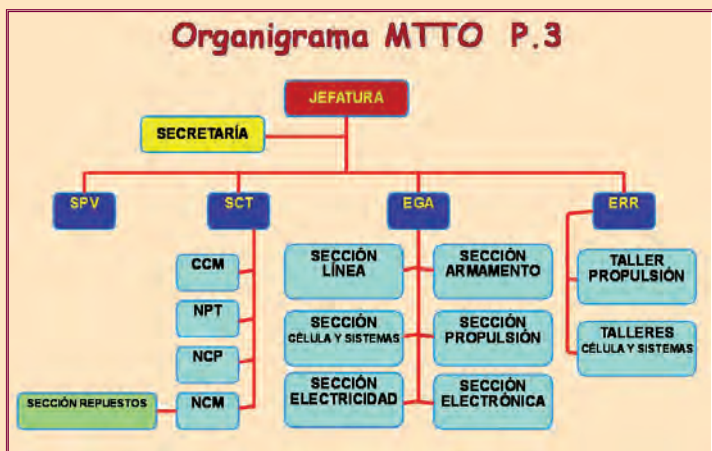 Organigrama MTTO P.3
JEFATURA
SECRETARÍA
SPV
SCT
EGA
ERR
CCM
NPT
NCP
NCM
SECCIÓN REPUESTOS
SECCIÓN
LÍNEA
SECCIÓN
ARMAMENTO
SECCIÓN
CÉLULA Y SISTEMAS
SECCIÓN
PROPULSIÓN
SECCIÓN
ELECTRICIDAD
SECCIÓN
ELECTRÓNICA
TALLER
PROPULSIÓN
TALLERES
CÉLULA Y SISTEMAS